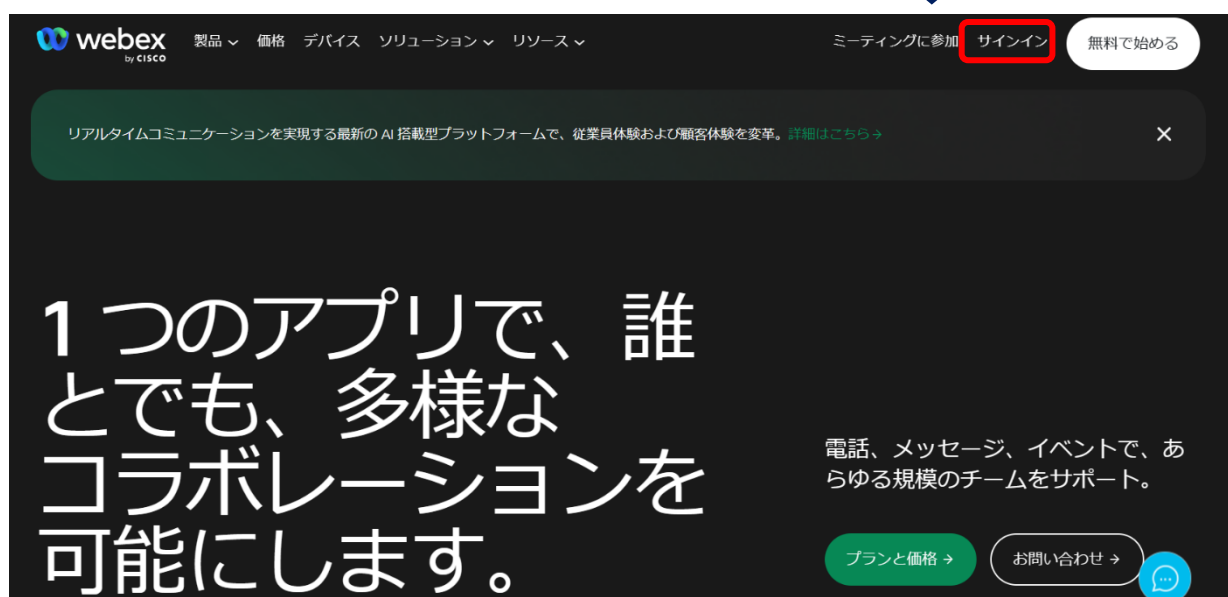 webex
by CISCO
製品 価格 デバイス ソリューション リソース
ミーティングに参加 サインイン 無料で始める
リアルタイムコミュニケーションを実現する最新の AI 搭載型プラットフォームで、従業員体験および顧客体験を変革。詳細はこちら→
1 つのアプリで、誰
とでも、多様な
コラボレーションを
可能にします。
電話、メッセージ、イベントで、あ
らゆる規模のチームをサポート。
プランと価格 →
お問い合わせ →